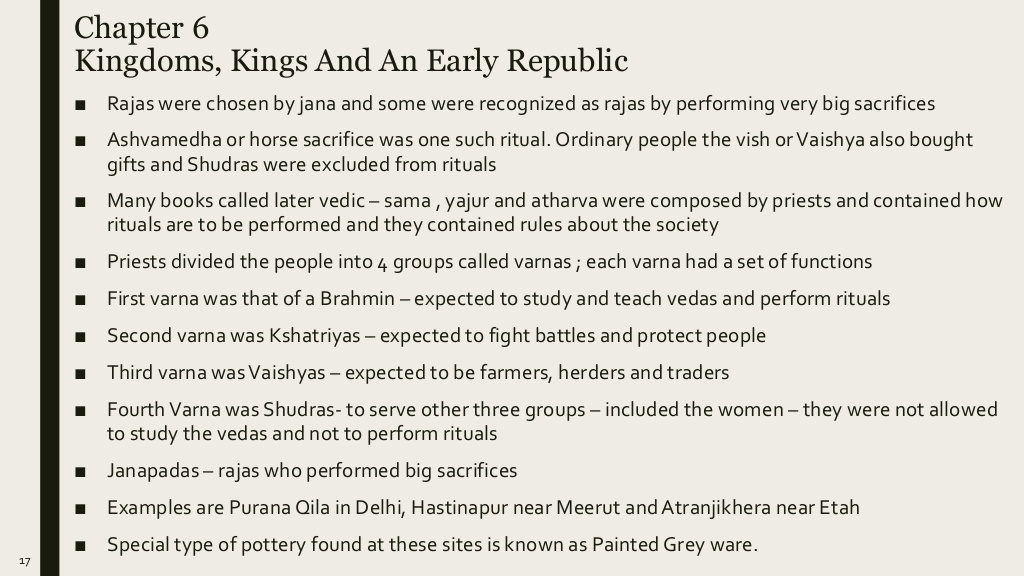 Chapter 6
Kingdoms, Kings And An Early Republic
▪ Rajas were chosen by jana and some were recognized as rajas by performing very big sacrifices
▪ Ashvamedha or horse sacrifice was one such ritual. Ordinary people the vish or Vaishya also bought
gifts and Shudras were excluded from rituals
▪ Many books called later vedic – sama , yajur and atharva were composed by priests and contained how
rituals are to be performed and they contained rules about the society
▪ Priests divided the people into 4 groups called varnas ; each varna had a set of functions
▪ First varna was that of a Brahmin – expected to study and teach vedas and perform rituals
▪ Second varna was Kshatriyas – expected to fight battles and protect people
▪ Third varna was Vaishyas – expected to be farmers, herders and traders
▪ Fourth Varna was Shudras- to serve other three groups – included the women – they were not allowed
to study the vedas and not to perform rituals
▪ Janapadas – rajas who performed big sacrifices
▪ Examples are Purana Qila in Delhi, Hastinapur near Meerut and Atranjikhera near Etah
▪ Special type of pottery found at these sites is known as Painted Grey ware.
17